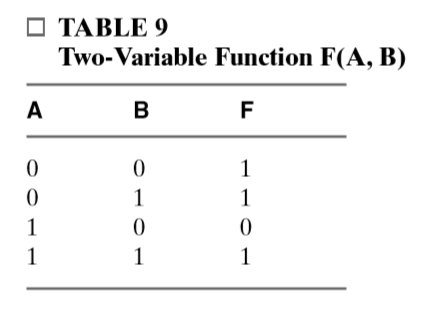 □ TABLE 9
Two-Variable Function F(A, B)
A B F
0 0 1
0 1 1
1 0 0
1 1 1